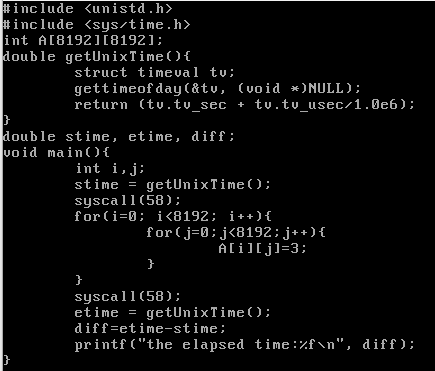 #include <unistd.h>
#include <sys/time.h>
int A[8192][8192];
double getUnixTime(){
        struct timeval tv;
        gettimeofday(&tv, (void *)NULL);
        return (tv.tv_sec + tv.tv_usec/1.0e6);
}
double stime, etime, diff;
void main(){
        int i,j;
        stime = getUnixTime();
        syscall(58);
        for(i=0; i<8192; i++){
                for(j=0;j<8192;j++){
                        A[i][j]=3;
                }
        }
        syscall(58);
        etime = getUnixTime();
        diff=etime-stime;
        printf("the elapsed time:%f\n", diff);
}